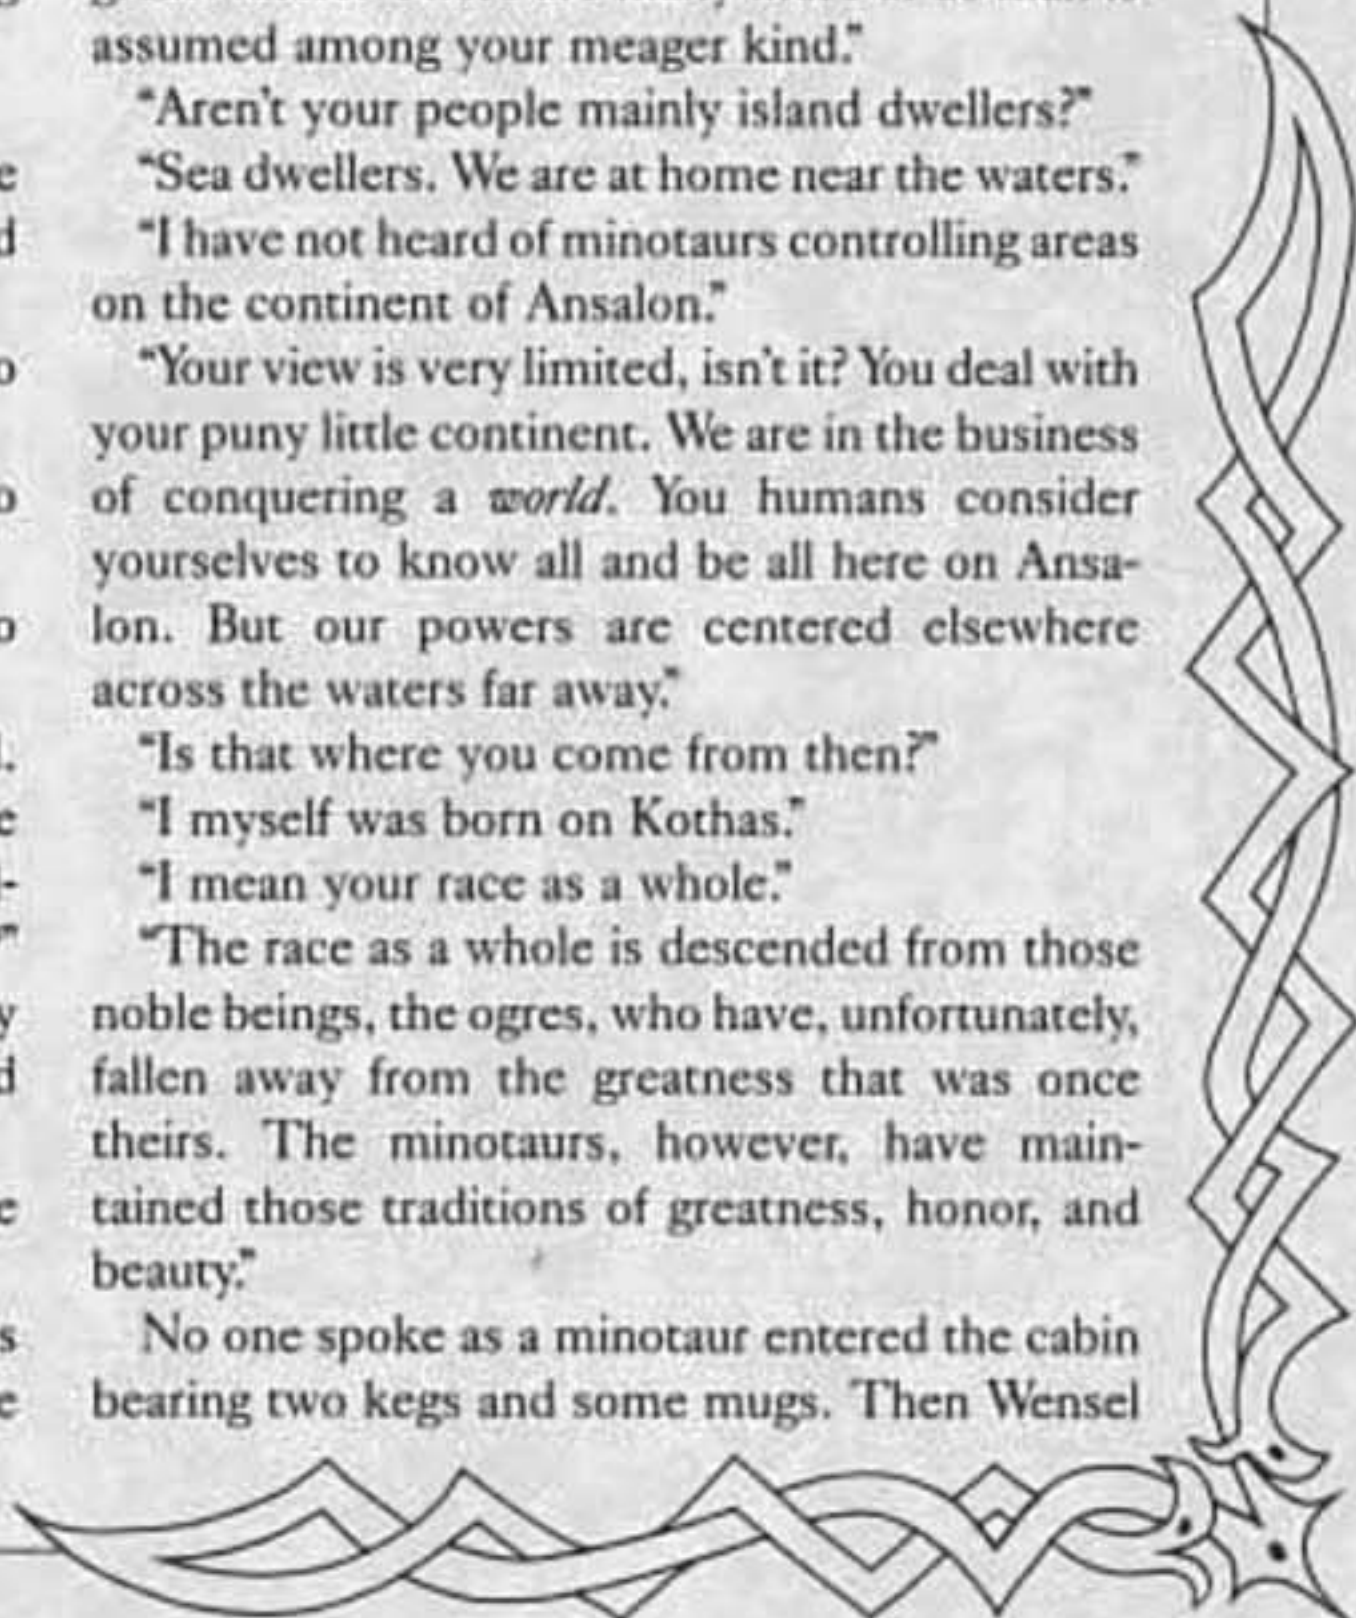 assumed among your meager kind."
"Aren't your people mainly island dwellers?"
"Sea dwellers. We are at home near the waters."
"I have not heard of minotaurs controlling areas
on the continent of Ansalon."
"Your view is very limited, isn't it? You deal with
your puny little continent. We are in the business
of conquering a world. You humans consider
yourselves to know all and be all here on Ansa-
lon. But our powers are centered elsewhere
across the waters far away."
"Is that where you come from then?"
"I myself was born on Kothas."
"I mean your race as a whole."
"The race as a whole is descended from those
noble beings, the ogres, who have, unfortunately,
fallen away from the greatness that was once
theirs. The minotaurs, however, have main-
tained those traditions of greatness, honor, and
beauty."
No one spoke as a minotaur entered the cabin
bearing two kegs and some mugs. Then Wensel